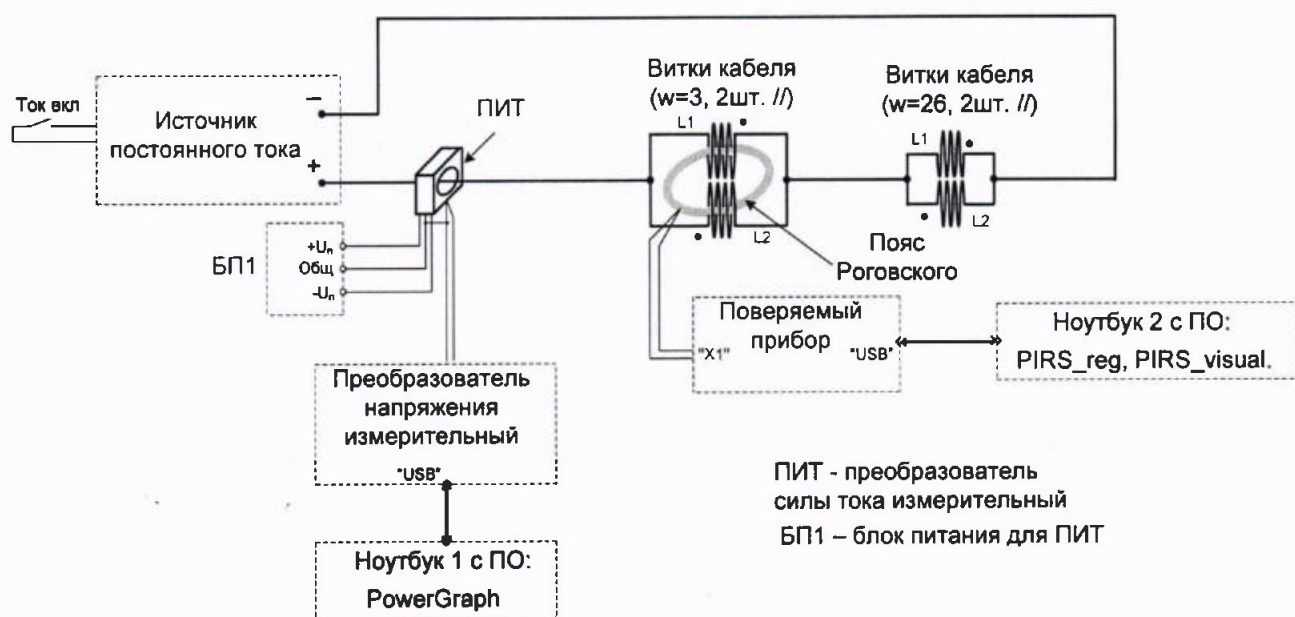 Ток вкл
Источник
постоянного тока
−
+
ПИТ
Витки кабеля
(w=3, 2шт. //)
L1
L2
Витки кабеля
(w=26, 2шт. //)
L1
L2
Пояс
Роговского
БП1
+Uп
Общ
-Uп
Поверяемый
прибор
"X1"
"USB"
Ноутбук 2 с ПО:
PIRS_reg, PIRS_visual.
Преобразователь
напряжения
измерительный
"USB"
Ноутбук 1 с ПО:
PowerGraph
ПИТ - преобразователь
силы тока измерительный
БП1 – блок питания для ПИТ